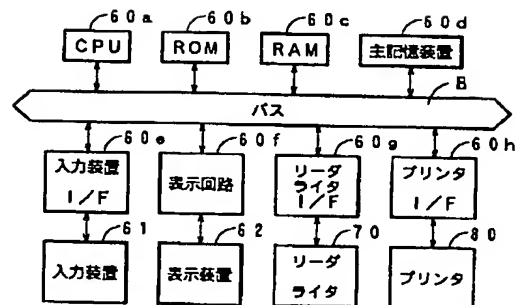 60a 60b 60c 60d
CPU ROM RAM 主記憶装置
B
バス
60e 60f 60g 60h
入力装置 I/F
表示回路
リーダ ライタ I/F
プリンタ I/F
61 62 70 80
入力装置
表示装置
リーダ ライタ
プリンタ